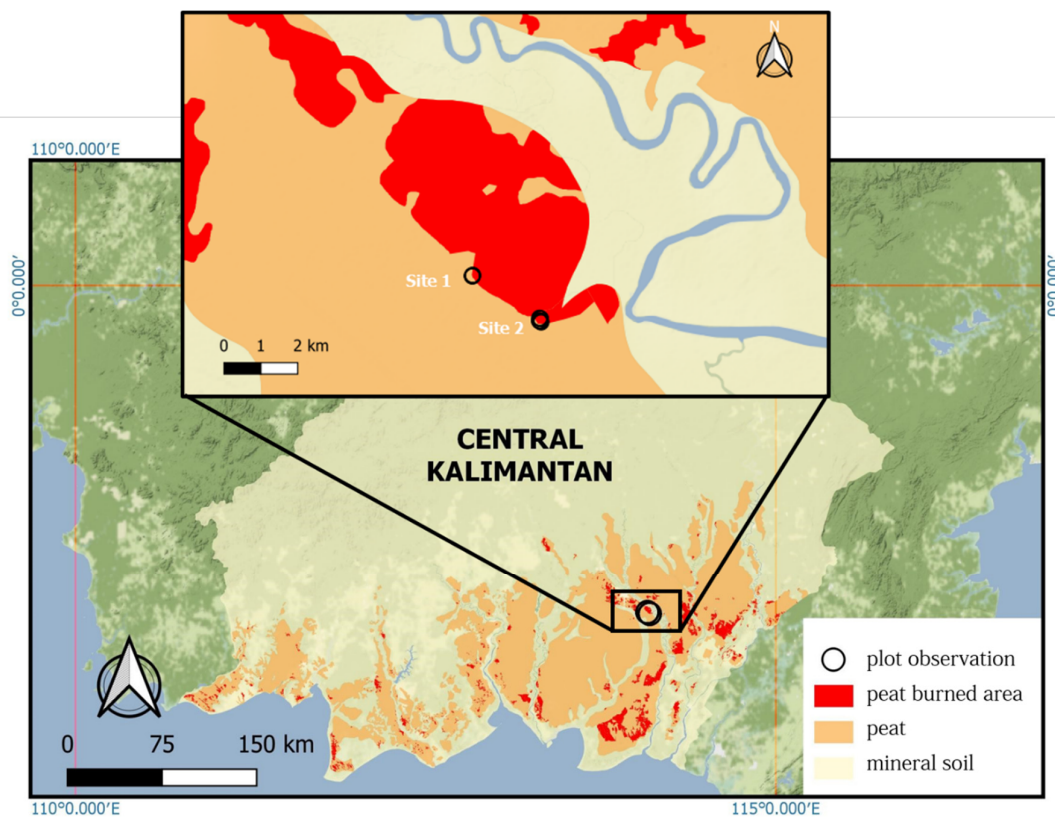 N
110°0.000'E
0°0.000'
0°0.000'
Site 1
Site 2
0 1 2 km
CENTRAL
KALIMANTAN
plot observation
peat burned area
peat
mineral soil
0 75 150 km
110°0.000'E
115°0.000'E